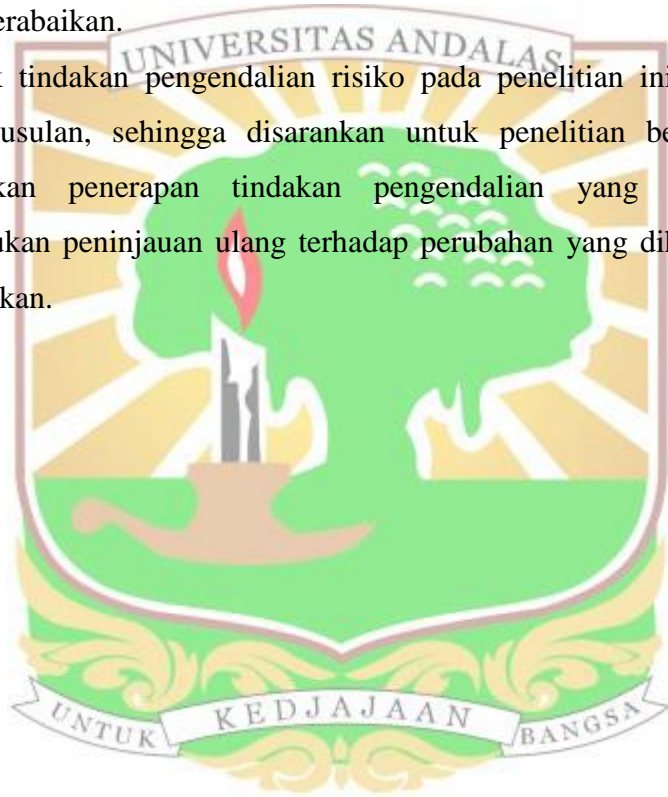 erabaikan.
UNIVERSITAS ANDALAS
tindakan pengendalian risiko pada penelitian ini
usulan, sehingga disarankan untuk penelitian be
kan penerapan tindakan pengendalian yang
ukan peninjauan ulang terhadap perubahan yang dil
kan.
UNTUK KEDJAJAAN BANGSA